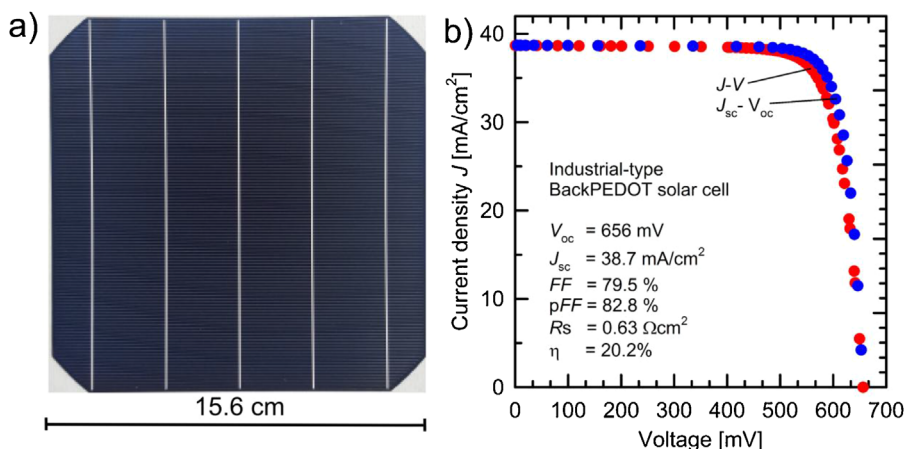 a)
15.6 cm
b)
Current density J [mA/cm²]
40
30
20
10
0
J-V
Jsc- Voc
Industrial-type
BackPEDOT solar cell
Voc = 656 mV
Jsc = 38.7 mA/cm²
FF = 79.5 %
pFF = 82.8 %
Rs = 0.63 Ωcm²
η = 20.2%
0 100 200 300 400 500 600 700
Voltage [mV]